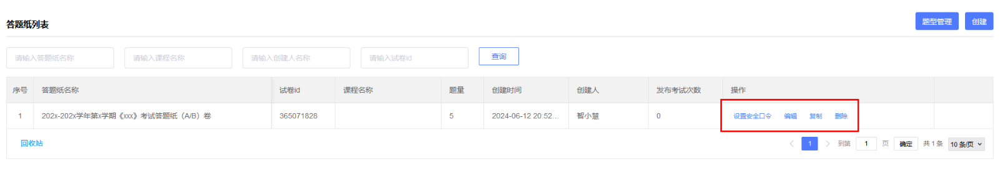 答题纸列表
题型管理 创建
请输入答题纸名称 请输入课程名称 请输入创建人名称 请输入试卷id 查询
序号 答题纸名称 试卷id 课程名称 题量 创建时间 创建人 发布考试次数 操作
1 202x-202x学年第x学期《xxx》考试答题纸（A/B）卷 365071828 5 2024-06-12 20:52... 智小慧 0 设置安全口令 编辑 复制 删除
回收站 1 到第 1 页 确定 共 1 条 10 条/页